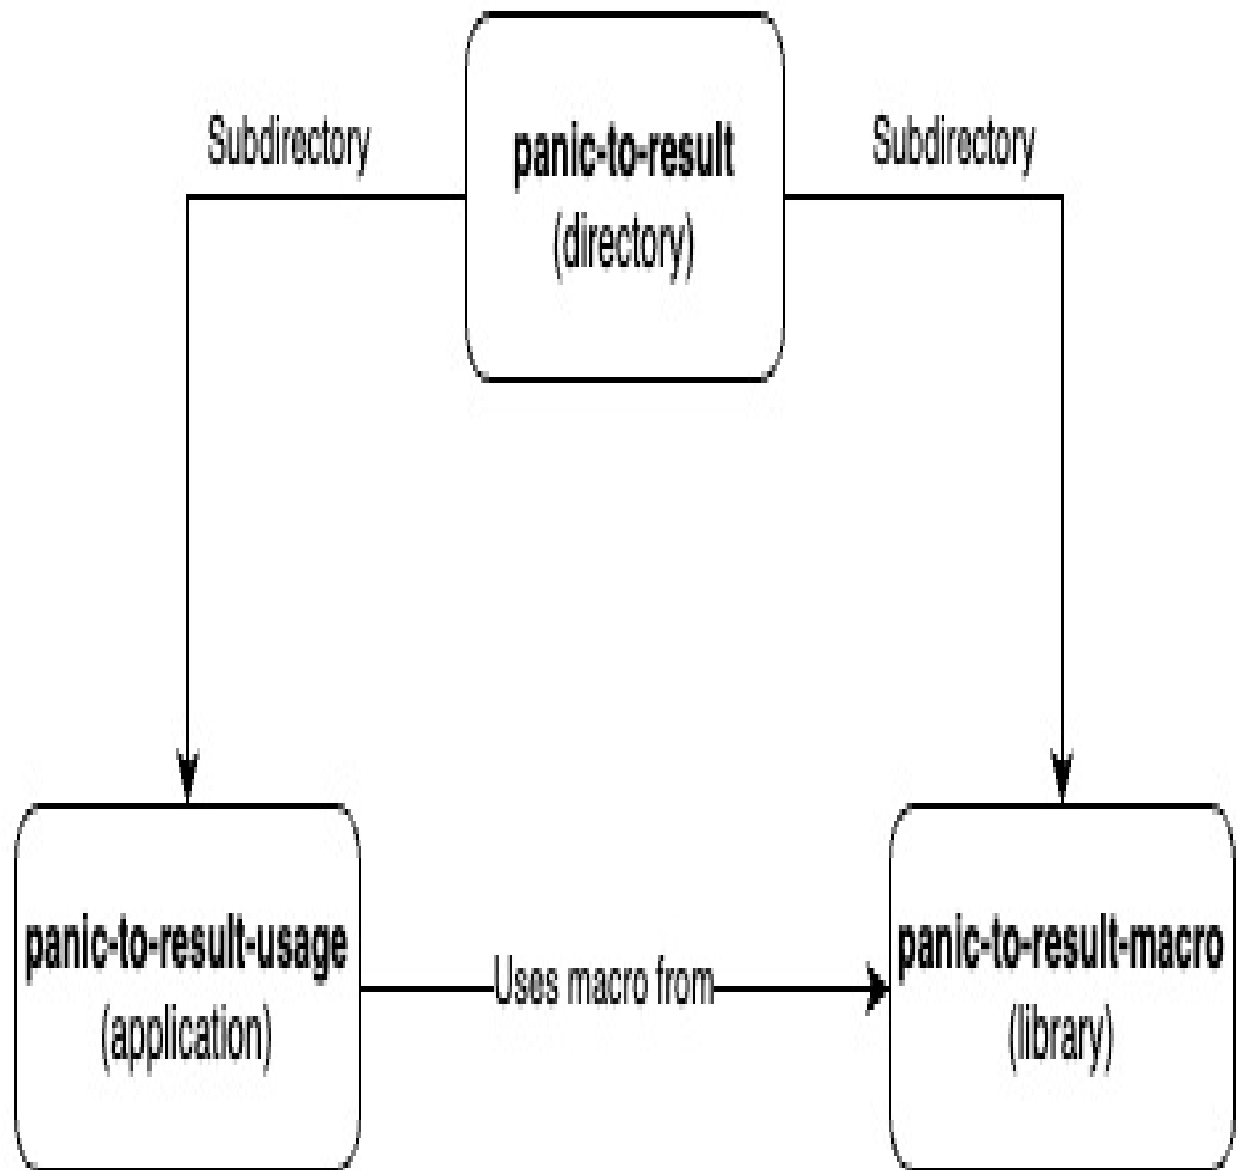 Subdirectory
panic-to-result
(directory)
Subdirectory
panic-to-result-usage
(application)
Uses macro from
panic-to-result-macro
(library)